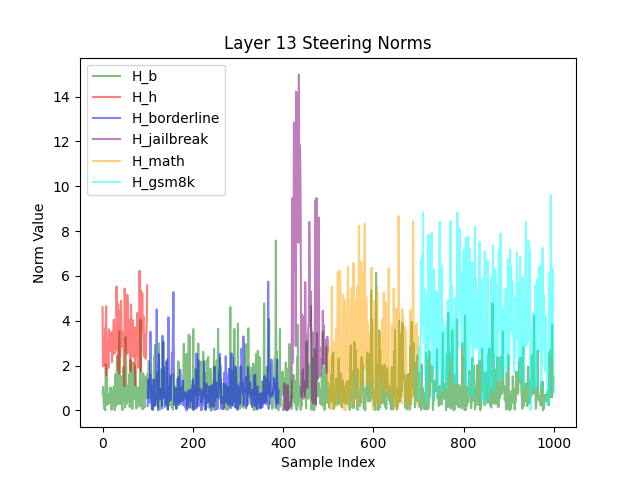 Layer 13 Steering Norms
H_b
H_h
H_borderline
H_jailbreak
H_math
H_gsm8k
Norm Value
14
12
10
8
6
4
2
0
0 200 400 600 800 1000
Sample Index